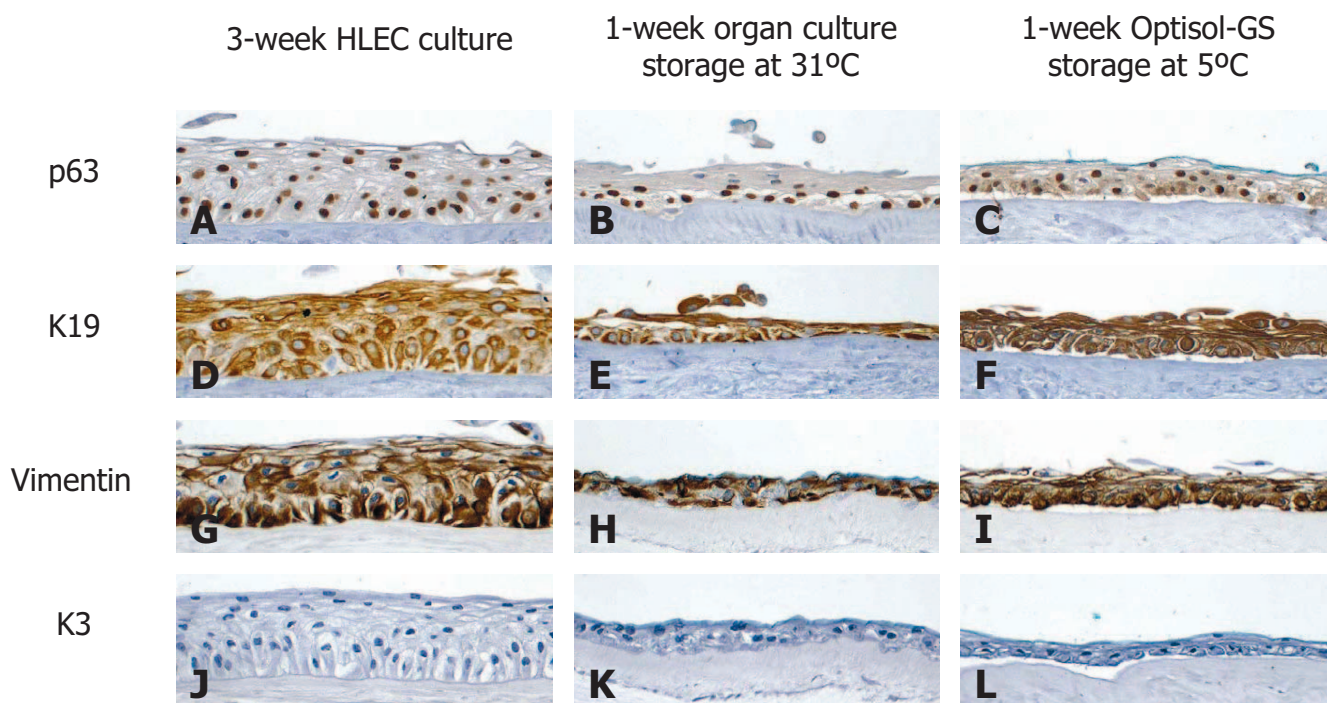 3-week HLEC culture
1-week organ culture
storage at 31ºC
1-week Optisol-GS
storage at 5ºC
p63
A
B
C
K19
D
E
F
Vimentin
G
H
I
K3
J
K
L